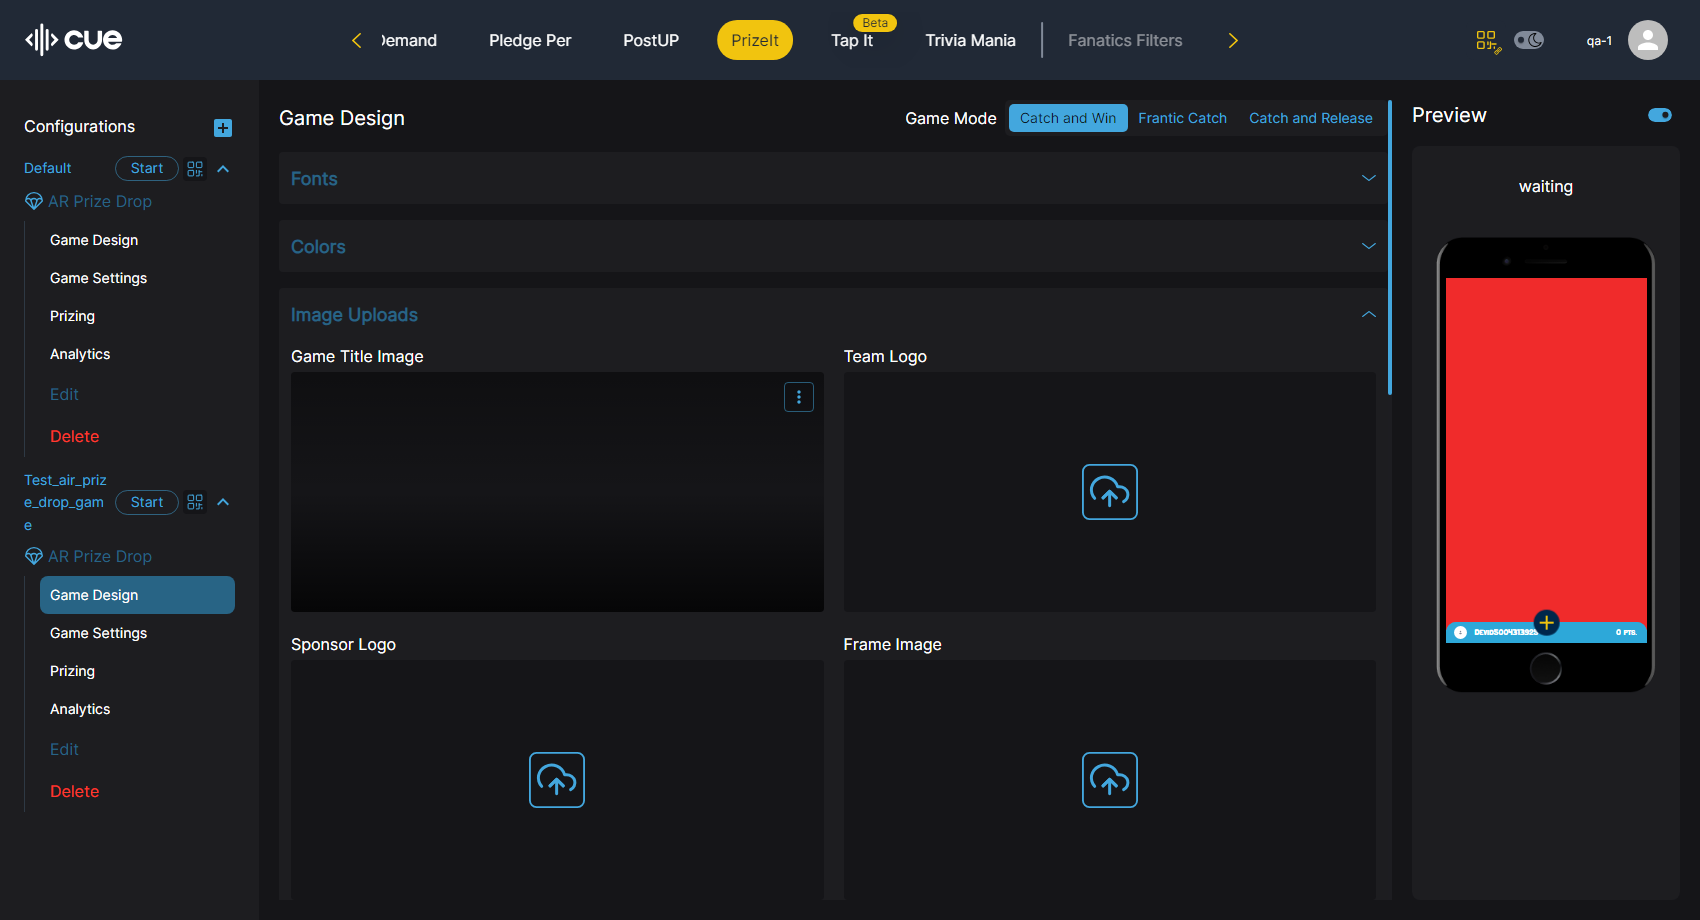 cue
Demand
Pledge Per
PostUP
PrizeIt
Beta
Tap It
Trivia Mania
Fanatics Filters
qa-1
Configurations
Default
Start
AR Prize Drop
Game Design
Game Settings
Prizing
Analytics
Edit
Delete
Test_air_priz
e_drop_gam
e
Start
AR Prize Drop
Game Design
Game Settings
Prizing
Analytics
Edit
Delete
Game Design
Game Mode
Catch and Win
Frantic Catch
Catch and Release
Fonts
Colors
Image Uploads
Game Title Image
Team Logo
Sponsor Logo
Frame Image
Preview
waiting
0 PTS.